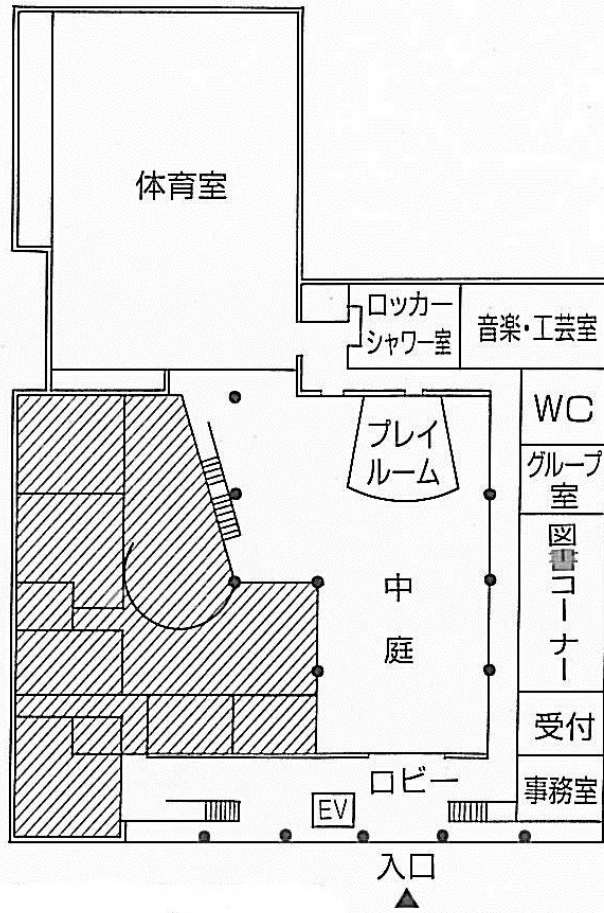 体育室
ロッカー
シャワー室
音楽・工芸室
プレイ
ルーム
WC
グループ
室
図書コーナー
中庭
受付
ロビー
事務室
EV
入口